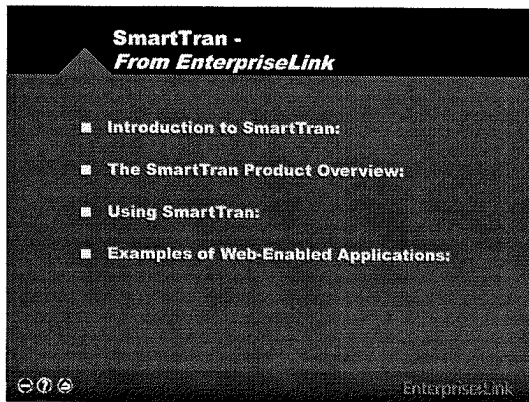 SmartTran -
From EnterpriseLink
Introduction to SmartTran:
The SmartTran Product Overview:
Using SmartTran:
Examples of Web-Enabled Applications:
EnterpriseLink